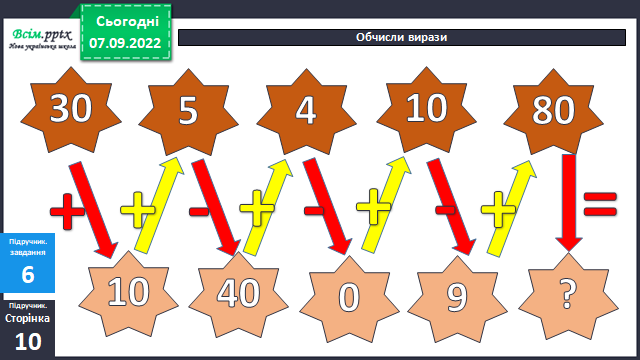 Всім.pptx
Нова українська школа
Сьогодні
07.09.2022
Обчисли вирази
30 5 4 10 80
+ + - + - + - + =
10 40 0 9 ?
Підручник.
завдання
6
Підручник.
Сторінка
10